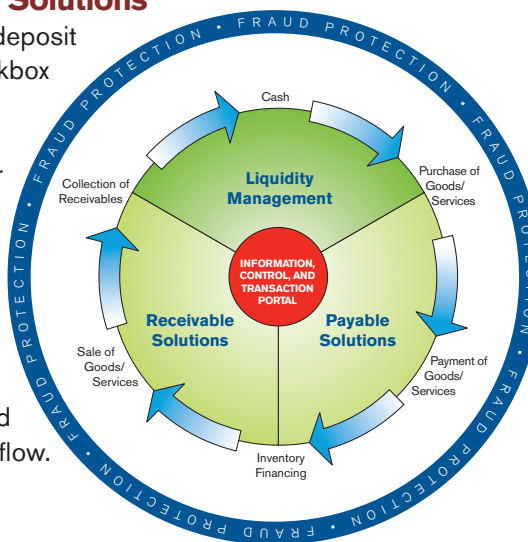 Solutions
deposit
kbox
flow.
FRAUD PROTECTION • FRAUD PROTECTION • FRAUD PROTECTION • FRAUD PROTECTION • FRAUD PROTECTION • FRAUD PROTECTION •
Cash
Purchase of
Goods/
Services
Payment of
Goods/
Services
Inventory
Financing
Sale of
Goods/
Services
Collection of
Receivables
Liquidity
Management
INFORMATION,
CONTROL, AND
TRANSACTION
PORTAL
Receivable
Solutions
Payable
Solutions